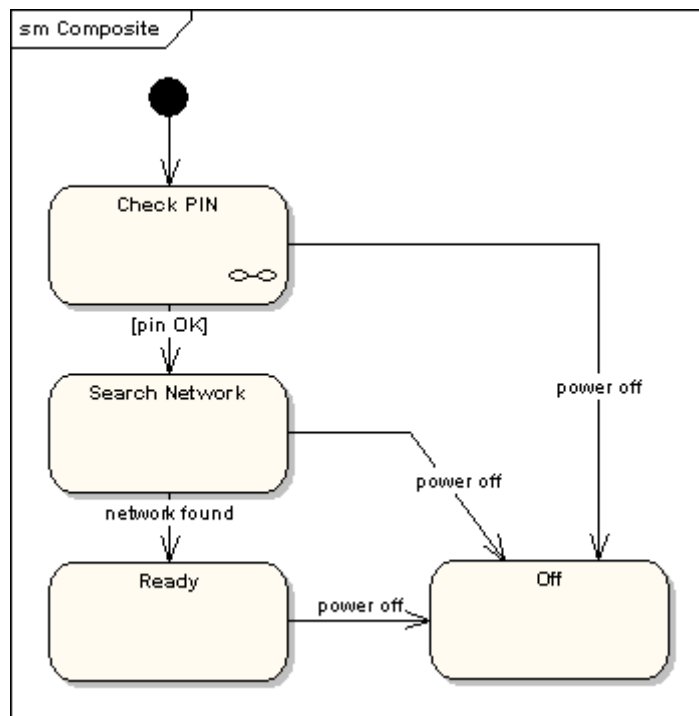 sm Composite
Check PIN
[pin OK]
Search Network
power off
power off
network found
Ready
Off
power off